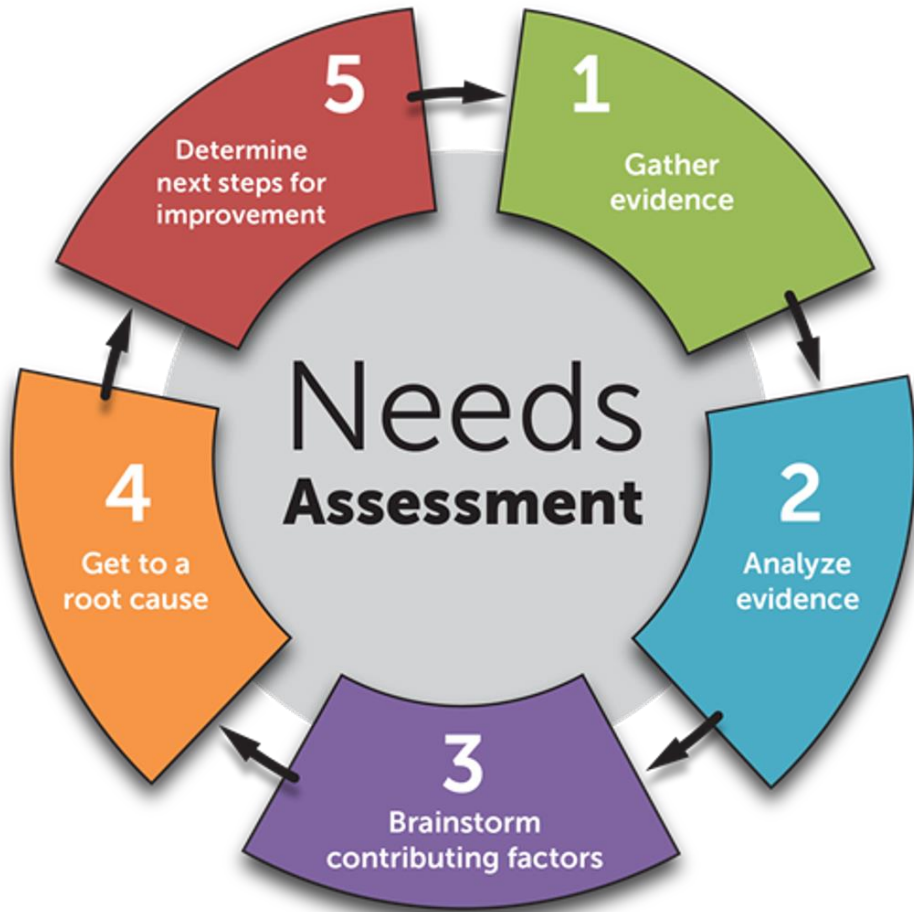 Needs
Assessment
1
Gather
evidence
2
Analyze
evidence
3
Brainstorm
contributing factors
4
Get to a
root cause
5
Determine
next steps for
improvement